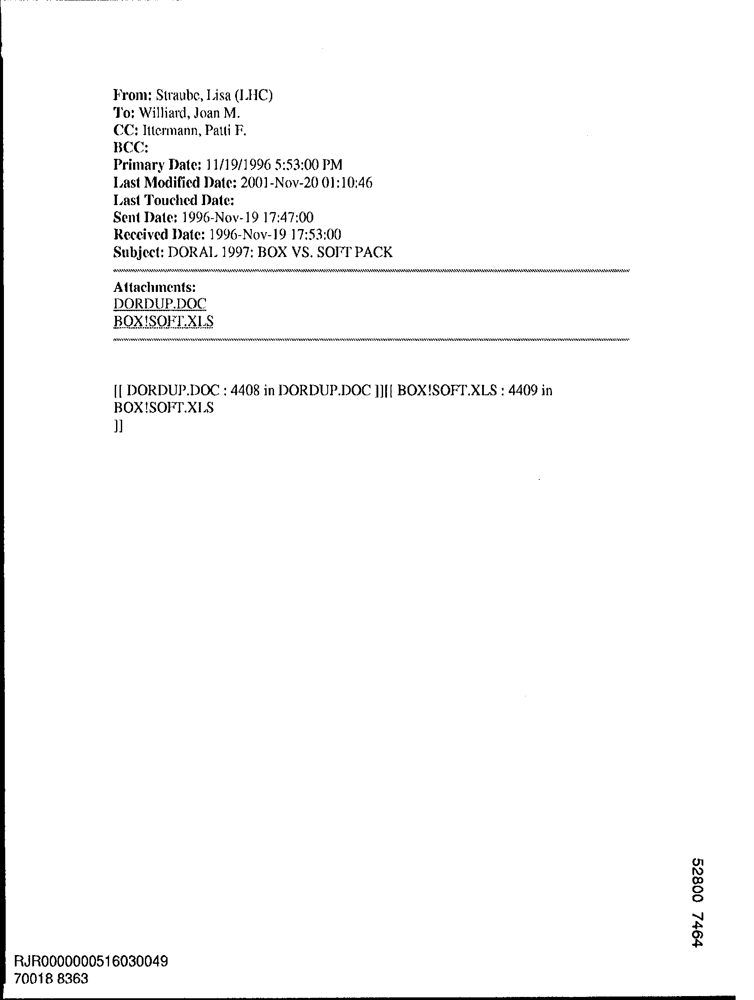 From: Straube, Lisa (LHC)
To: Williard, Joan M.
CC: Ittermann, Patti F.
BCC:
Primary Date: 11/19/1996 5:53:00 PM
Last Modified Date: 2001-Nov-20 01:10:46
Last Touched Date:
Sent Date: 1996-Nov-19 17:47:00
Received Date: 1996-Nov-19 17:53:00
Subject: DORAL 1997: BOX VS. SOFT PACK
Attachments:
DORDUP.DOC
BOX!SOFT.XLS
[[ DORDUP.DOC : 4408 in DORDUP.DOC ]][[ BOX!SOFT.XLS : 4409 in
BOX!SOFT.XLS
]]
52800 7464
RJR0000000516030049
70018 8363